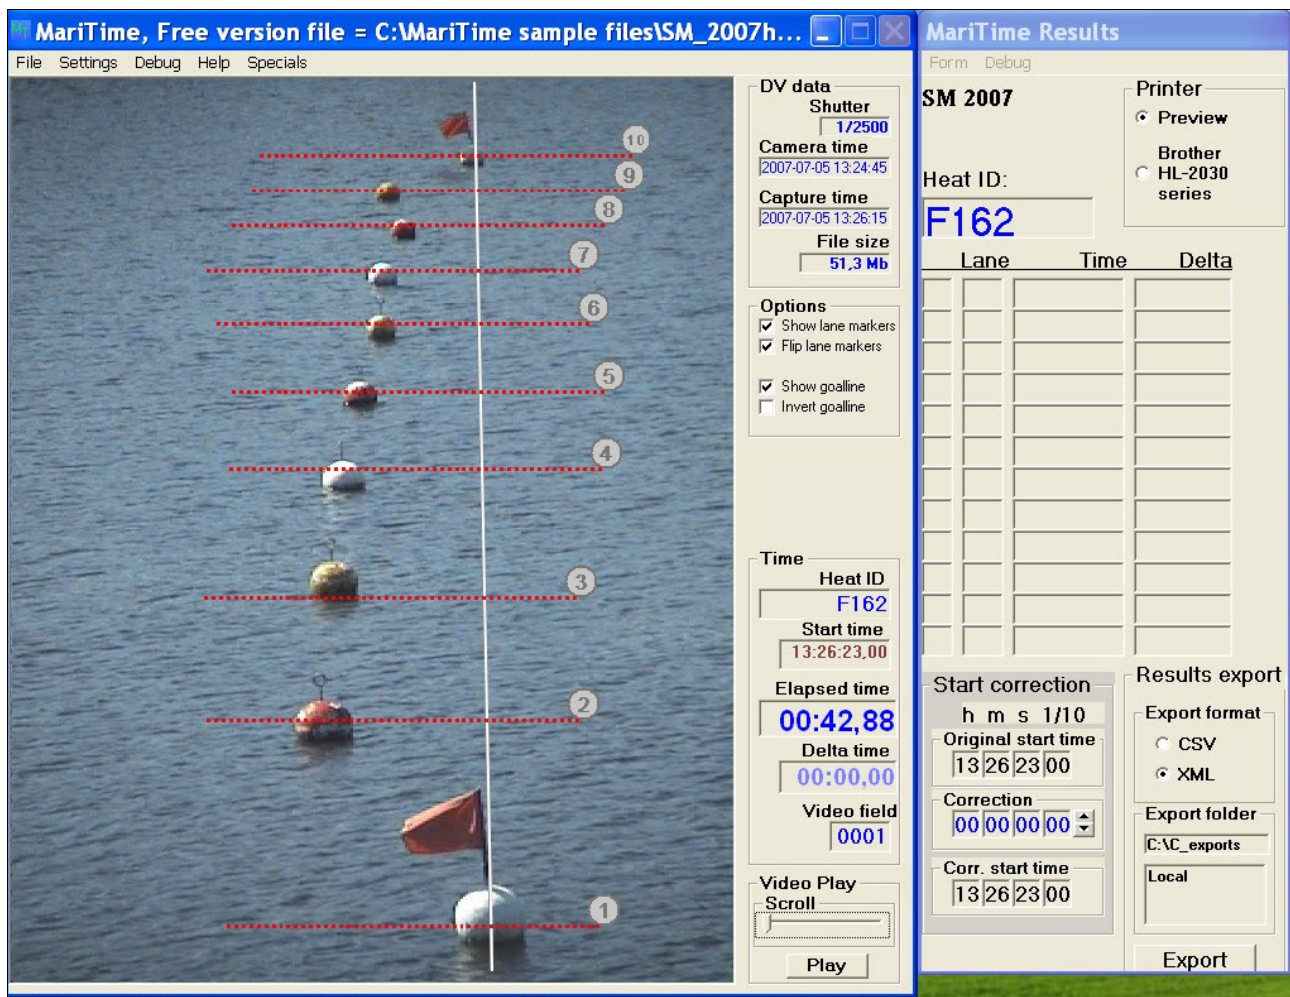 MariTime, Free version file = C:\MariTime sample files\SM_2007h...
File Settings Debug Help Specials
10
9
8
7
6
5
4
3
2
1
DV data
Shutter
1/2500
Camera time
2007-07-05 13:24:45
Capture time
2007-07-05 13:26:15
File size
51,3 Mb
Options
Show lane markers
Flip lane markers
Show goalline
Invert goalline
Time
Heat ID
F162
Start time
13:26:23,00
Elapsed time
00:42,88
Delta time
00:00,00
Video field
0001
Video Play
Scroll
Play
MariTime Results
Form Debug
SM 2007
Heat ID:
F162
Printer
Preview
Brother
HL-2030
series
Lane Time Delta
Start correction
h m s 1/10
Original start time
13 26 23 00
Correction
00 00 00 00
Corr. start time
13 26 23 00
Results export
Export format
CSV
XML
Export folder
C:\C_exports
Local
Export